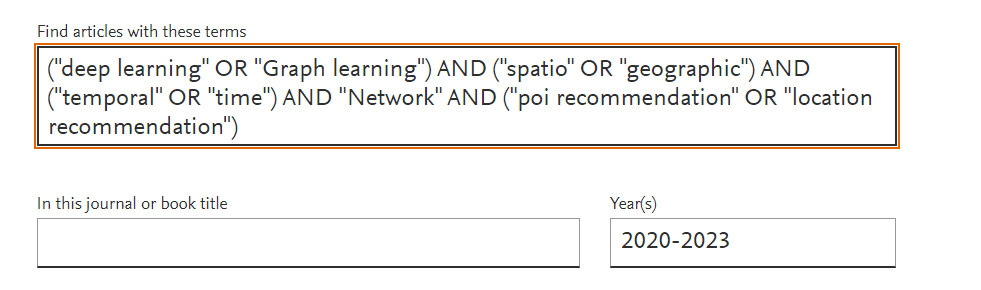 Find articles with these terms
("deep learning" OR "Graph learning") AND ("spatio" OR "geographic") AND
("temporal" OR "time") AND "Network" AND ("poi recommendation" OR "location
recommendation")
In this journal or book title
Year(s)
2020-2023